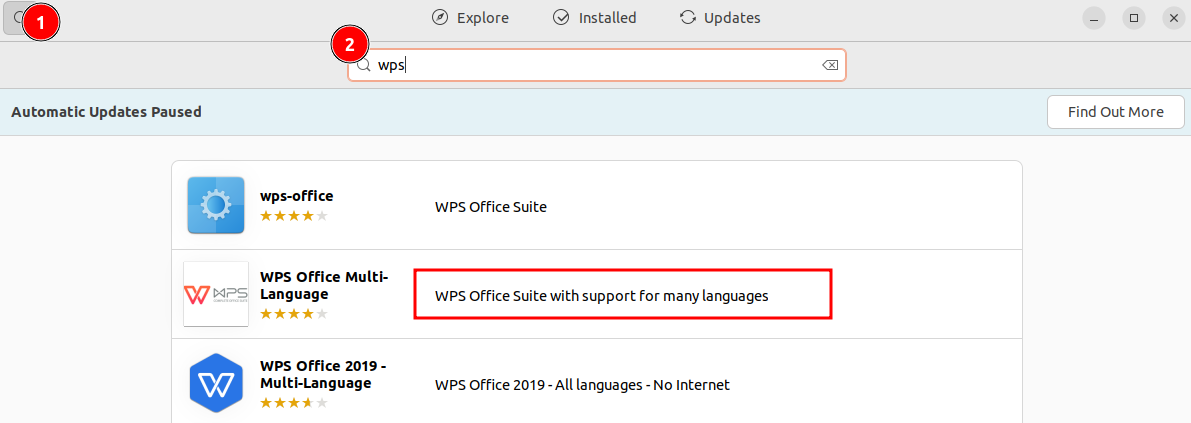 1
Explore
Installed
Updates
2
wps
Automatic Updates Paused
Find Out More
wps-office
WPS Office Suite
WPS
WPS Office Multi-
Language
WPS Office Suite with support for many languages
WPS Office 2019 -
Multi-Language
WPS Office 2019 - All languages - No Internet